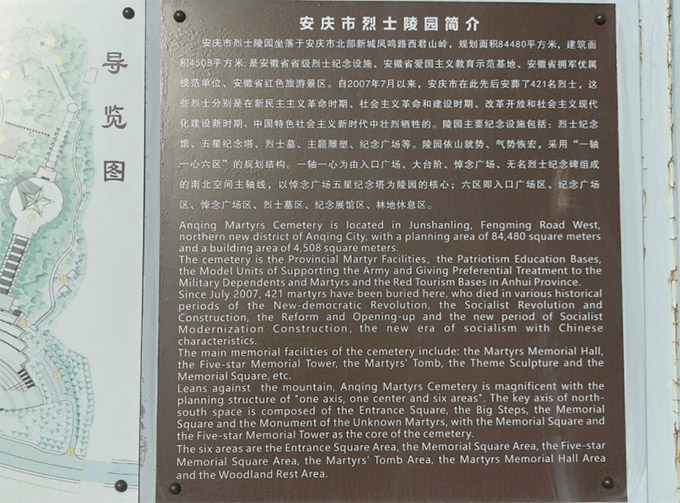 导览图
安庆市烈士陵园简介
安庆市烈士陵园坐落于安庆市北部新城凤鸣路西君山岭，规划面积84480平方米，建筑面
积4508平方米，是安徽省省级烈士纪念设施、安徽省爱国主义教育示范基地、安徽省拥军优属
模范单位、安徽省红色旅游景区。自2007年7月以来，安庆市在此先后安葬了421名烈士，这
些烈士分别是在新民主主义革命时期、社会主义革命和建设时期、改革开放和社会主义现代
化建设新时期、中国特色社会主义新时代中壮烈牺牲的。陵园主要纪念设施包括：烈士纪念
馆、五星纪念塔、烈士墓、主题雕塑、纪念广场等。陵园依山就势、气势恢宏，采用“一轴
一心六区”的规划结构。一轴一心为由入口广场、大台阶、悼念广场、无名烈士纪念碑组成
的南北空间主轴线，以悼念广场五星纪念塔为陵园的核心；六区即入口广场区、纪念广场
区、悼念广场区、烈士墓区、纪念展馆区、林地休息区。
Anqing Martyrs Cemetery is located in Junshanling, Fengming Road West,
northern new district of Anqing City, with a planning area of 84,480 square meters
and a building area of 4,508 square meters.
The cemetery is the Provincial Martyr Facilities、the Patriotism Education Bases,
the Model Units of Supporting the Army and Giving Preferential Treatment to the
Military Dependents and Martyrs and the Red Tourism Bases in Anhui Province.
Since July 2007, 421 martyrs have been buried here, who died in various historical
periods of the New-democratic Revolution, the Socialist Revolution and
Construction, the Reform and Opening-up and the new period of Socialist
Modernization Construction, the new era of socialism with Chinese
characteristics.
The main memorial facilities of the cemetery include: the Martyrs Memorial Hall,
the Five-star Memorial Tower, the Martyrs' Tomb, the Theme Sculpture and the
Memorial Square, etc.
Leans against the mountain, Anqing Martyrs Cemetery is magnificent with the
planning structure of "one axis, one center and six areas". The key axis of north-
south space is composed of the Entrance Square, the Big Steps, the Memorial
Square and the Monument of the Unknown Martyrs, with the Memorial Square and
the Five-star Memorial Tower as the core of the cemetery.
The six areas are the Entrance Square Area, the Memorial Square Area, the Five-star
Memorial Square Area, the Martyrs' Tomb Area, the Martyrs Memorial Hall Area
and the Woodland Rest Area.